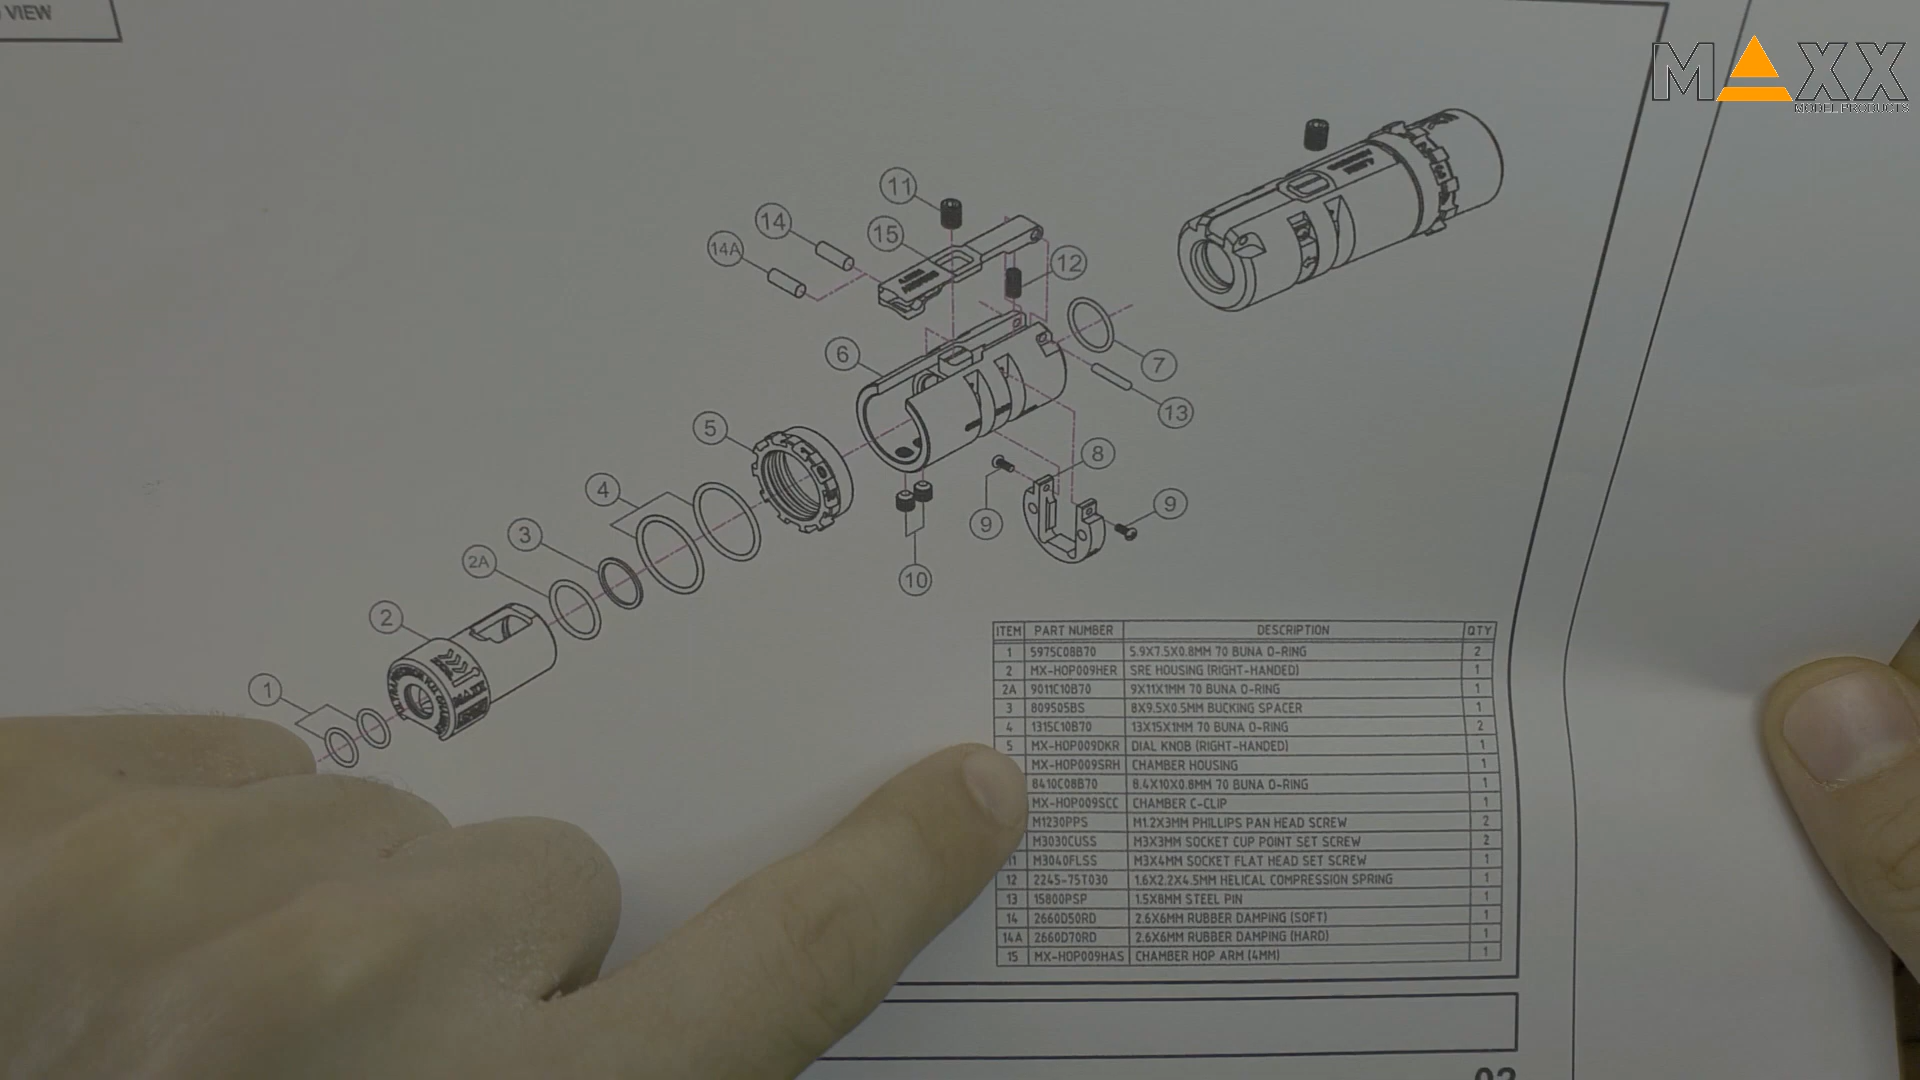 VIEW
MAXX
MODEL PRODUCTS
11
14
15
14A
12
6
7
13
5
8
4
9
9
3
10
2A
2
1
MAXX
ITEM PART NUMBER DESCRIPTION QTY
1 5975C08B70 5.9X7.5X0.8MM 70 BUNA O-RING 2
2 MX-HOP009HER SRE HOUSING (RIGHT-HANDED) 1
2A 9011C10B70 9X11X1MM 70 BUNA O-RING 1
3 809505BS 8X9.5X0.5MM BUCKING SPACER 1
4 1315C10B70 13X15X1MM 70 BUNA O-RING 2
5 MX-HOP009DKR DIAL KNOB (RIGHT-HANDED) 1
MX-HOP009SRH CHAMBER HOUSING 1
8410C08B70 8.4X10X0.8MM 70 BUNA O-RING 1
MX-HOP009SCC CHAMBER C-CLIP 1
M1230PPS M1.2X3MM PHILLIPS PAN HEAD SCREW 2
M3030CUSS M3X3MM SOCKET CUP POINT SET SCREW 2
11 M3040FLSS M3X4MM SOCKET FLAT HEAD SET SCREW 1
12 2245-75T030 1.6X2.2X4.5MM HELICAL COMPRESSION SPRING 1
13 15800PSP 1.5X8MM STEEL PIN 1
14 2660D50RD 2.6X6MM RUBBER DAMPING (SOFT) 1
14A 2660D70RD 2.6X6MM RUBBER DAMPING (HARD) 1
15 MX-HOP009HAS CHAMBER HOP ARM (4MM) 1